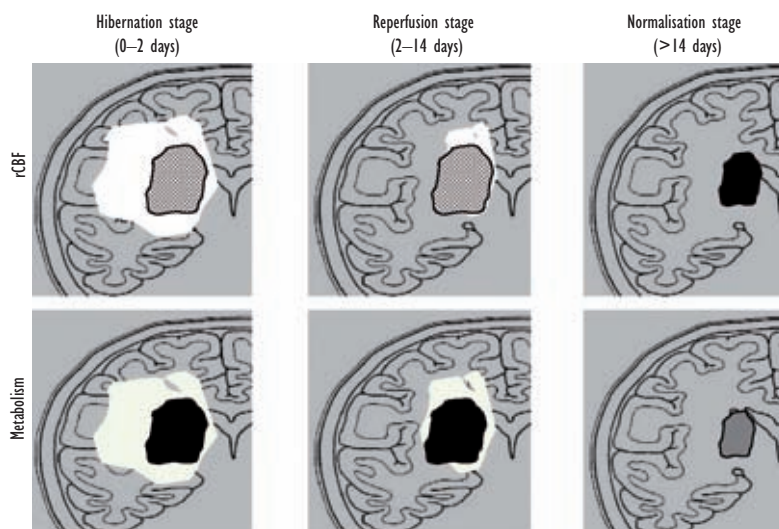 Hibernation stage
(0–2 days)
Reperfusion stage
(2–14 days)
Normalisation stage
(>14 days)
rCBF
Metabolism